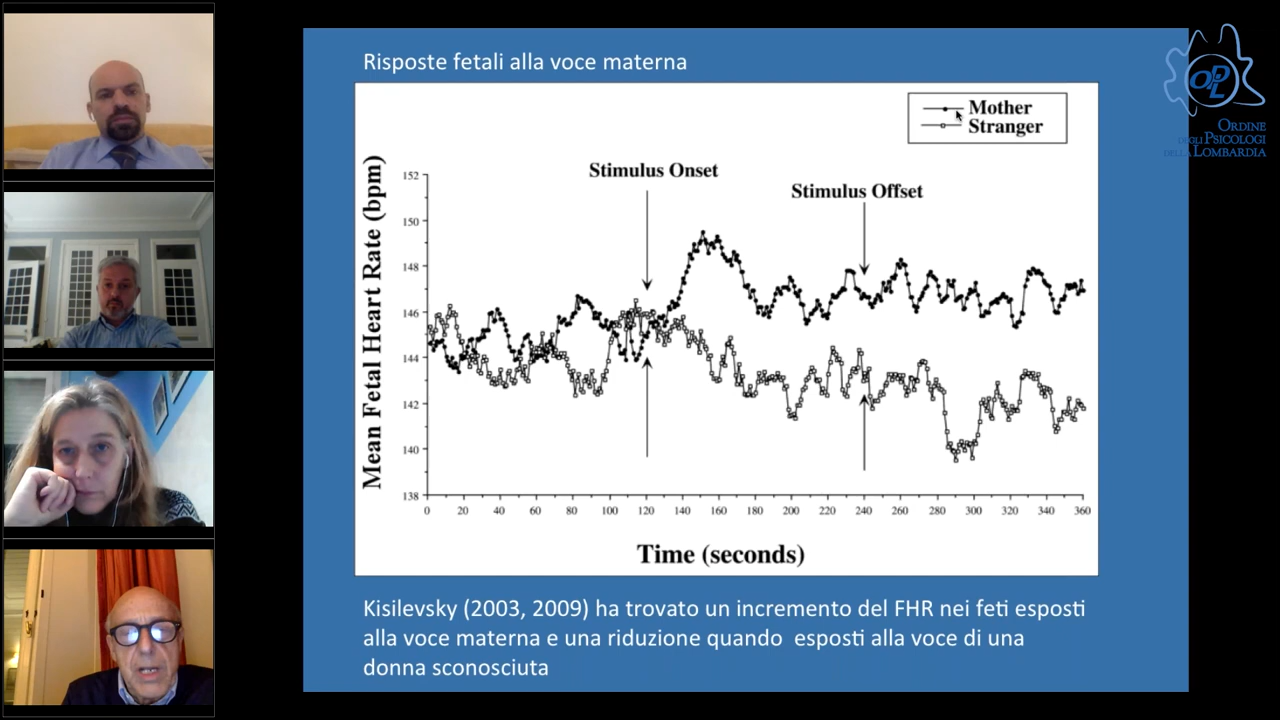 Risposte fetali alla voce materna
Mother
Stranger
Stimulus Onset
Stimulus Offset
Mean Fetal Heart Rate (bpm)
152
150
148
146
144
142
140
138
0 20 40 60 80 100 120 140 160 180 200 220 240 260 280 300 320 340 360
Time (seconds)
Kisilevsky (2003, 2009) ha trovato un incremento del FHR nei feti esposti
alla voce materna e una riduzione quando esposti alla voce di una
donna sconosciuta
OPL
ORDINE
DEGLI PSICOLOGI
DELLA LOMBARDIA